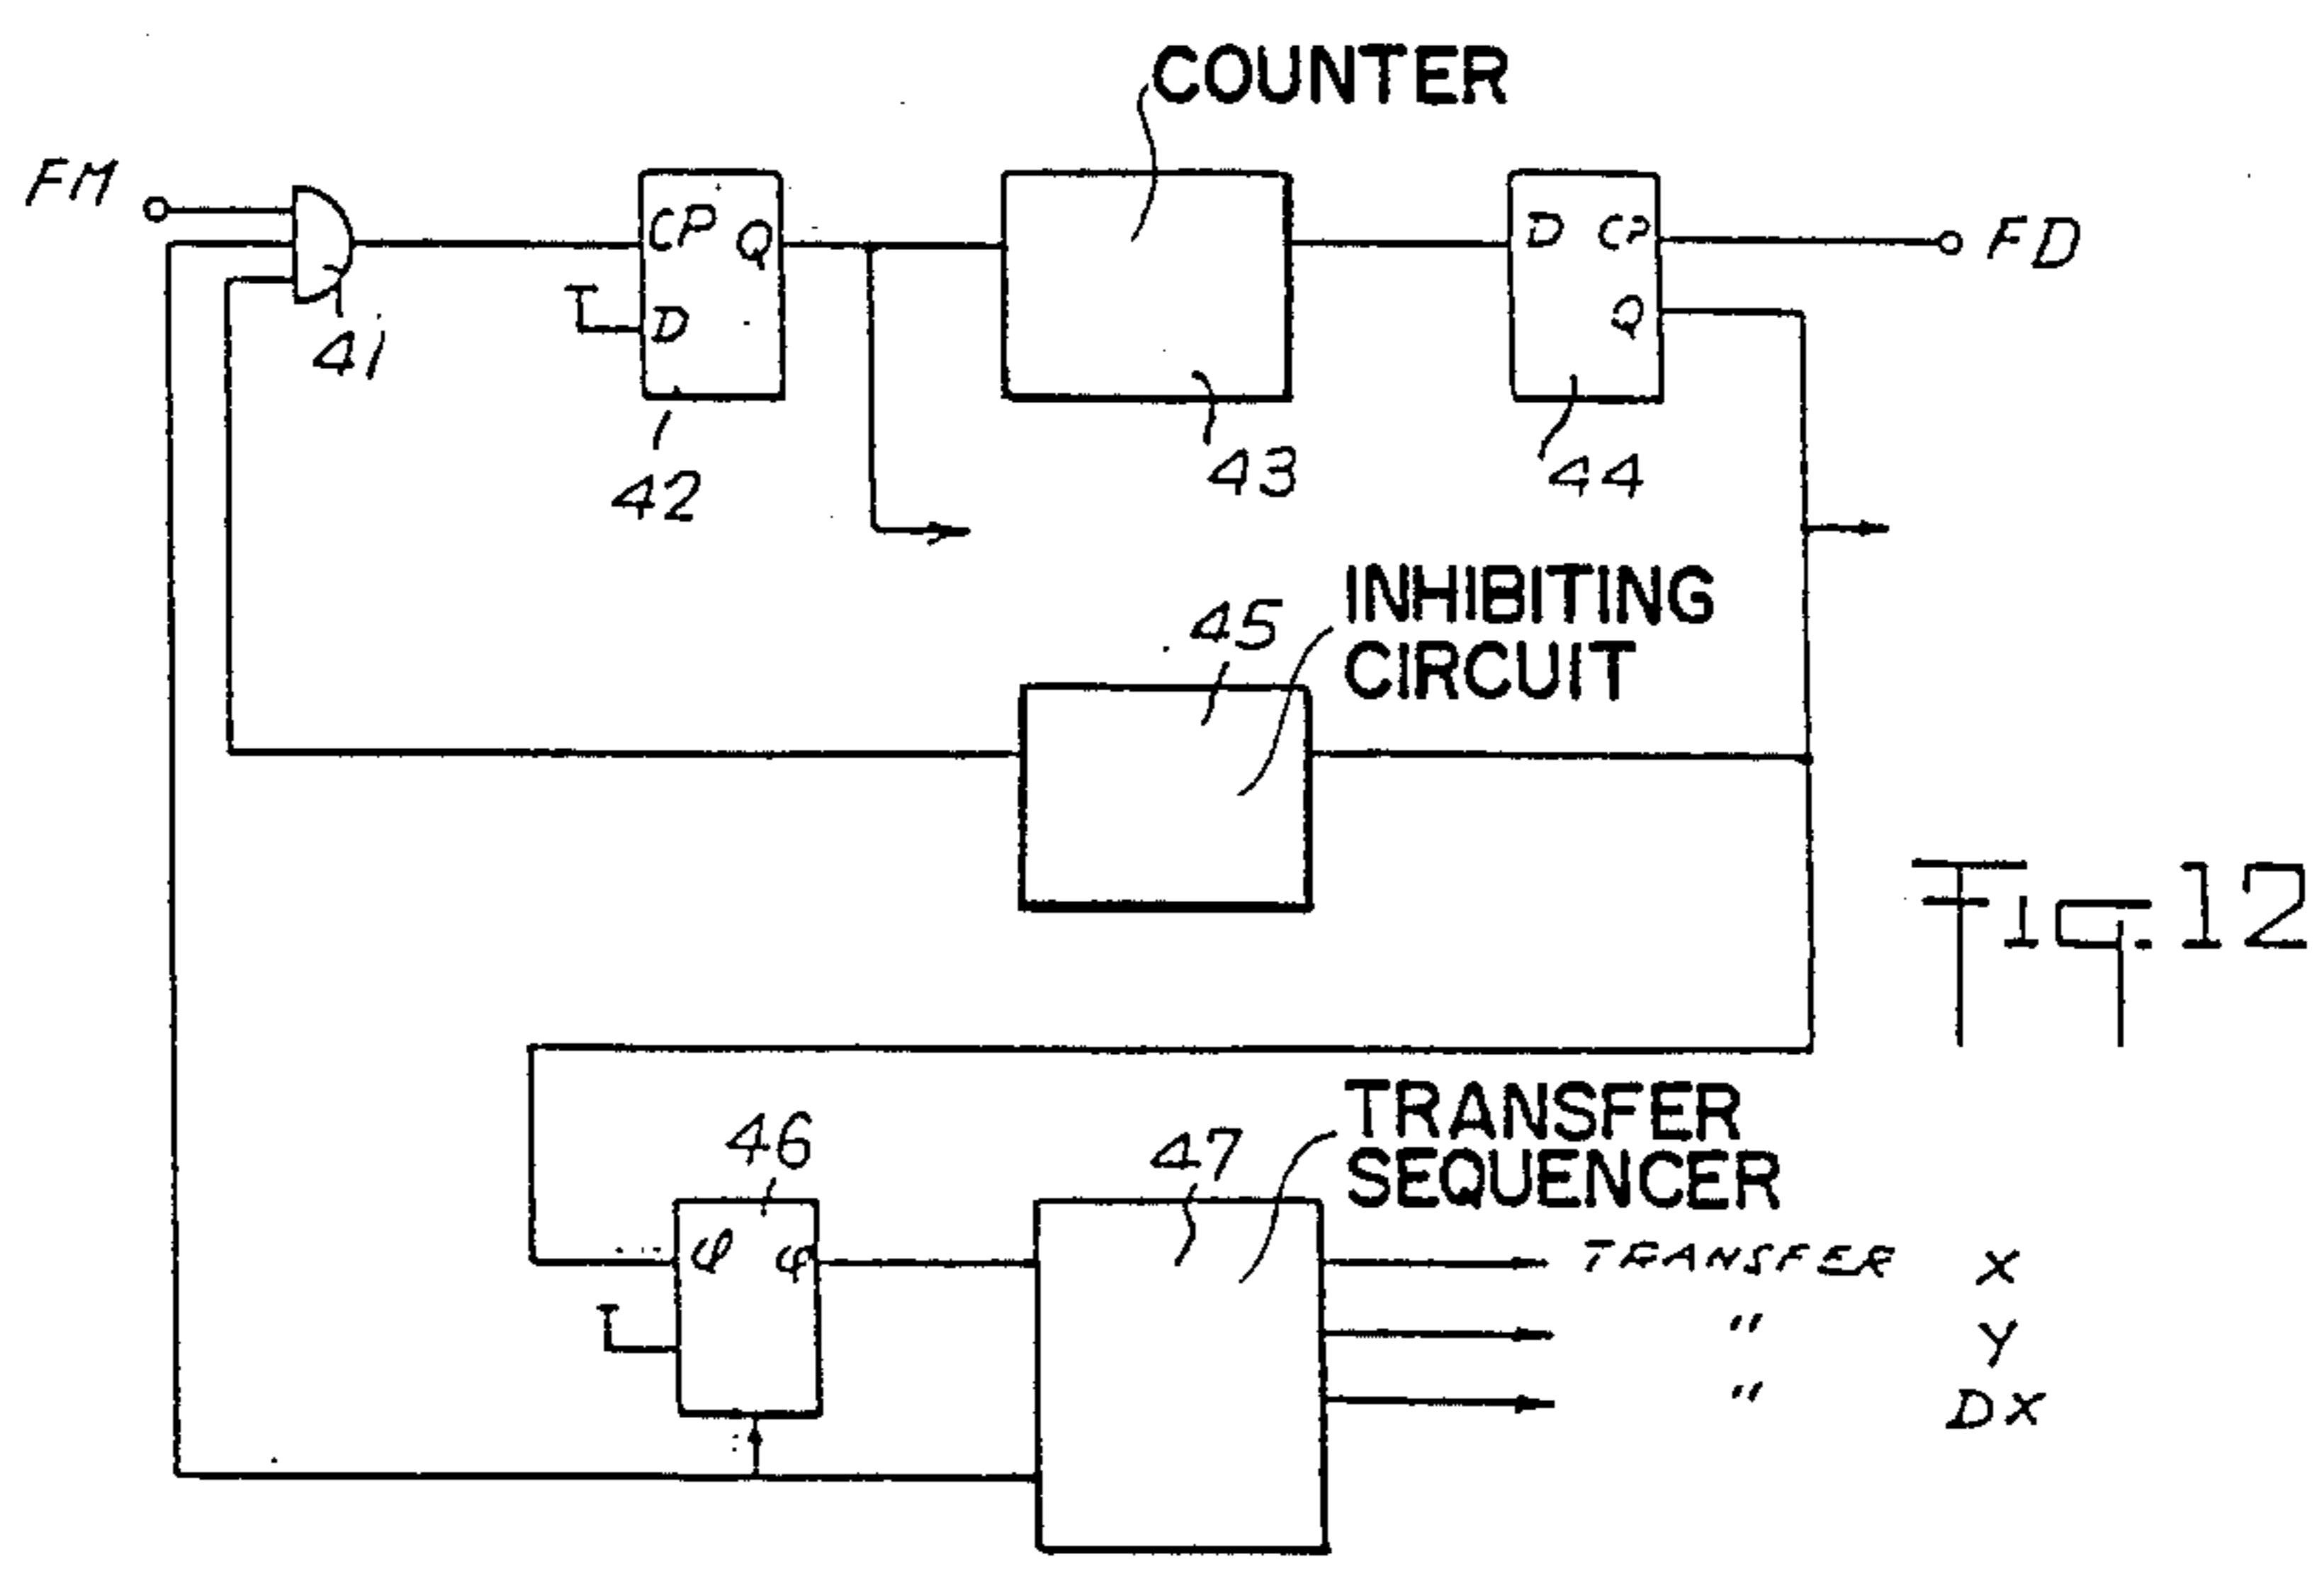 COUNTER
FM
CP Q
D
D CP
Q
FD
41
42
43
44
45
INHIBITING
CIRCUIT
Fig. 12
46
47
TRANSFER
SEQUENCER
φ φ
TRANSFER X
" Y
" DX